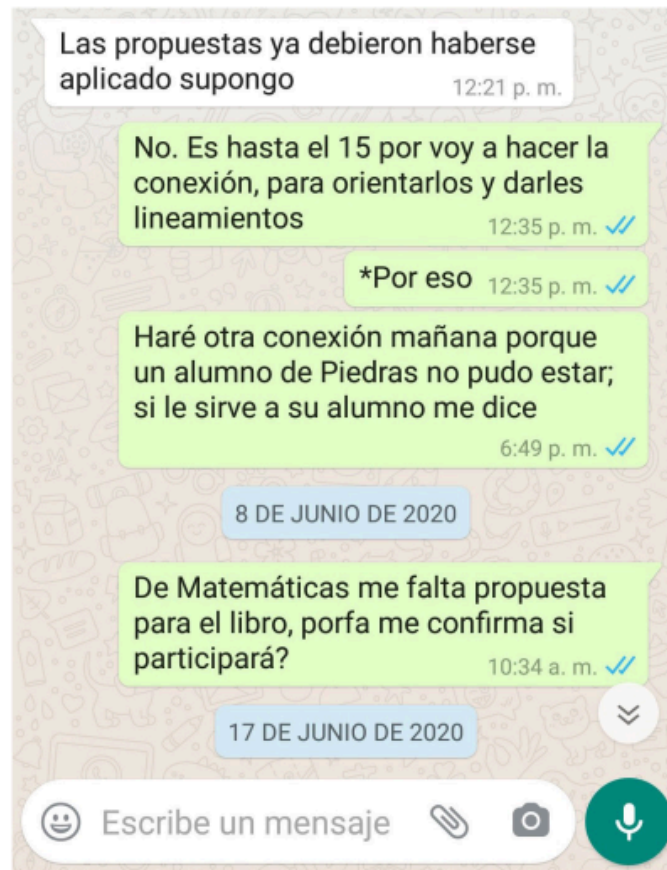 Las propuestas ya debieron haberse
aplicado supongo
12:21 p. m.
No. Es hasta el 15 por voy a hacer la
conexión, para orientarlos y darles
lineamientos
12:35 p. m.
*Por eso 12:35 p. m.
Haré otra conexión mañana porque
un alumno de Piedras no pudo estar;
si le sirve a su alumno me dice
6:49 p. m.
8 DE JUNIO DE 2020
De Matemáticas me falta propuesta
para el libro, porfa me confirma si
participará?
10:34 a. m.
17 DE JUNIO DE 2020
Escribe un mensaje